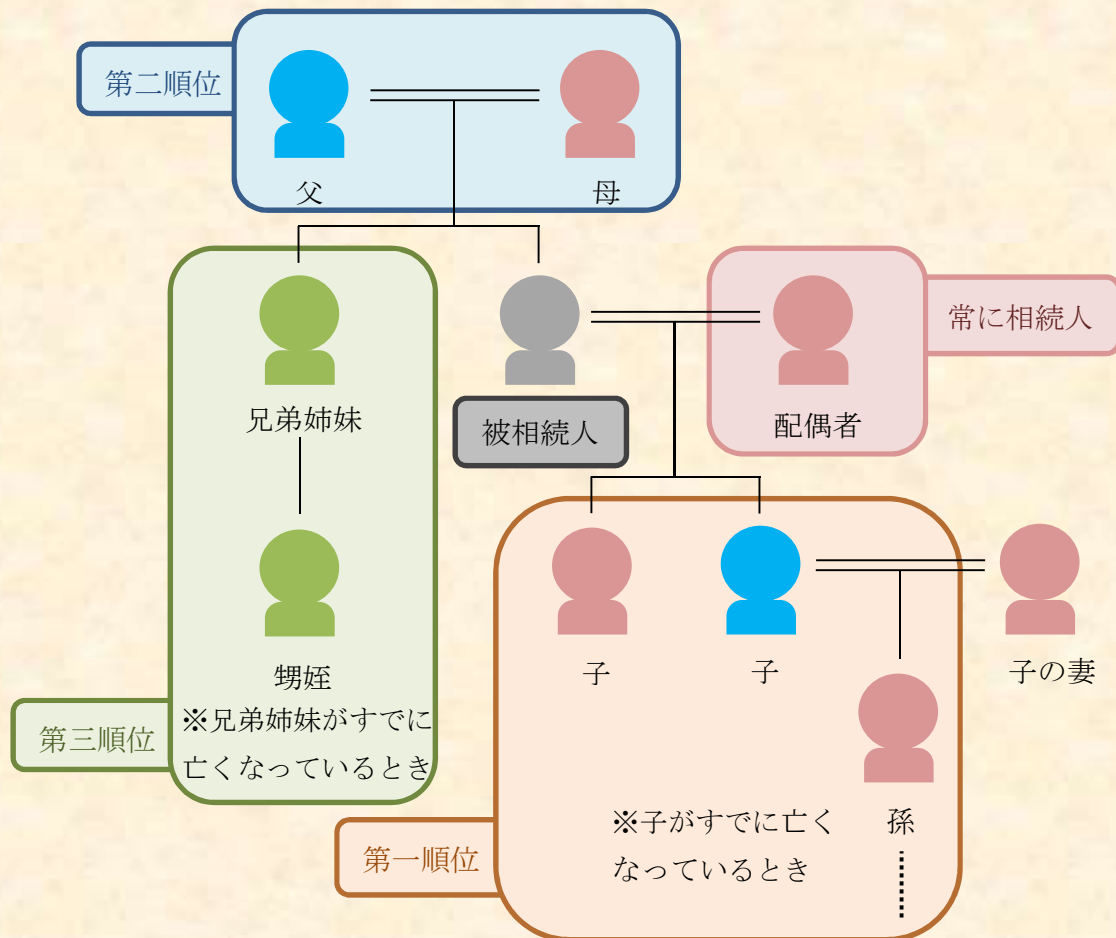 第二順位
父
母
兄弟姉妹
被相続人
配偶者
常に相続人
甥姪
※兄弟姉妹がすでに
亡くなっているとき
第三順位
子
子
子の妻
孫
※子がすでに亡く
なっているとき
第一順位